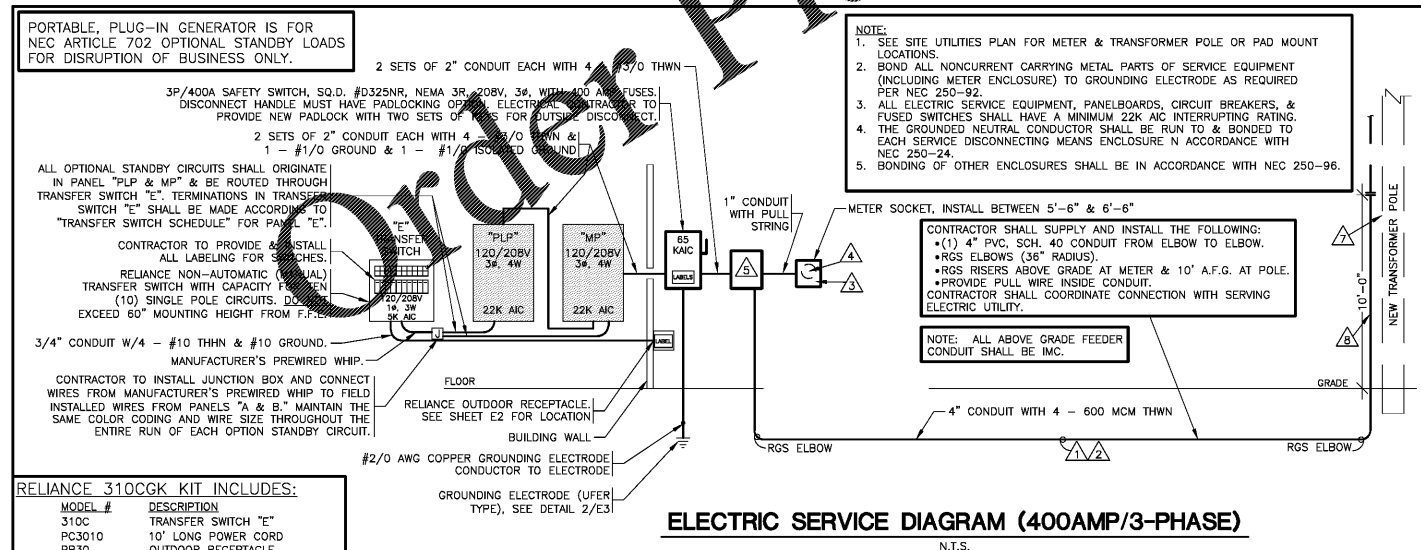 PORTABLE, PLUG-IN GENERATOR IS FOR
NEC ARTICLE 702 OPTIONAL STANDBY LOADS
FOR DISRUPTION OF BUSINESS ONLY.
2 SETS OF 2" CONDUIT EACH WITH 4 - #3/0 THWN
3P/400A SAFETY SWITCH, SQ.D. #D325NR, NEMA 3R, 208V, 3ø, WITH 400 AMP FUSES.
DISCONNECT HANDLE MUST HAVE PADLOCKING OPTION. ELECTRICAL CONTRACTOR TO
PROVIDE NEW PADLOCK WITH TWO SETS OF KEYS FOR OUTSIDE DISCONNECT.
2 SETS OF 2" CONDUIT EACH WITH 4 - #3/0 THWN &
1 - #1/0 GROUND & 1 - #1/0 ISOLATED GROUND
ALL OPTIONAL STANDBY CIRCUITS SHALL ORIGINATE
IN PANEL "PLP & MP" & BE ROUTED THROUGH
TRANSFER SWITCH "E". TERMINATIONS IN TRANSFER
SWITCH "E" SHALL BE MADE ACCORDING TO
"TRANSFER SWITCH SCHEDULE" FOR PANEL "E".
CONTRACTOR TO PROVIDE & INSTALL
ALL LABELING FOR SWITCHES.
RELIANCE NON-AUTOMATIC (MANUAL)
TRANSFER SWITCH WITH CAPACITY FOR TEN
(10) SINGLE POLE CIRCUITS. DO NOT
EXCEED 60" MOUNTING HEIGHT FROM F.F.E.
3/4" CONDUIT W/4 - #10 THHN & #10 GROUND.
MANUFACTURER'S PREWIRED WHIP.
CONTRACTOR TO INSTALL JUNCTION BOX AND CONNECT
WIRES FROM MANUFACTURER'S PREWIRED WHIP TO FIELD
INSTALLED WIRES FROM PANELS "A & B." MAINTAIN THE
SAME COLOR CODING AND WIRE SIZE THROUGHOUT THE
ENTIRE RUN OF EACH OPTION STANDBY CIRCUIT.
"E"
TRANSFER
SWITCH
120/208V
1ø, 3W
5K AIC
J
"PLP"
120/208V
3ø, 4W
22K AIC
"MP"
120/208V
3ø, 4W
22K AIC
LABEL
65
KAIC
LABELS
5
1" CONDUIT
WITH PULL
STRING
METER SOCKET, INSTALL BETWEEN 5'-6" & 6'-6"
4
3
FLOOR
RELIANCE OUTDOOR RECEPTACLE.
SEE SHEET E2 FOR LOCATION
BUILDING WALL
#2/0 AWG COPPER GROUNDING ELECTRODE
CONDUCTOR TO ELECTRODE
GROUNDING ELECTRODE (UFER
TYPE), SEE DETAIL 2/E3
NOTE:
1. SEE SITE UTILITIES PLAN FOR METER & TRANSFORMER POLE OR PAD MOUNT
LOCATIONS.
2. BOND ALL NONCURRENT CARRYING METAL PARTS OF SERVICE EQUIPMENT
(INCLUDING METER ENCLOSURE) TO GROUNDING ELECTRODE AS REQUIRED
PER NEC 250-92.
3. ALL ELECTRIC SERVICE EQUIPMENT, PANELBOARDS, CIRCUIT BREAKERS, &
FUSED SWITCHES SHALL HAVE A MINIMUM 22K AIC INTERRUPTING RATING.
4. THE GROUNDED NEUTRAL CONDUCTOR SHALL BE RUN TO & BONDED TO
EACH SERVICE DISCONNECTING MEANS ENCLOSURE N ACCORDANCE WITH
NEC 250-24.
5. BONDING OF OTHER ENCLOSURES SHALL BE IN ACCORDANCE WITH NEC 250-96.
CONTRACTOR SHALL SUPPLY AND INSTALL THE FOLLOWING:
•(1) 4" PVC, SCH. 40 CONDUIT FROM ELBOW TO ELBOW.
•RGS ELBOWS (36" RADIUS).
•RGS RISERS ABOVE GRADE AT METER & 10' A.F.G. AT POLE.
•PROVIDE PULL WIRE INSIDE CONDUIT.
CONTRACTOR SHALL COORDINATE CONNECTION WITH SERVING
ELECTRIC UTILITY.
NOTE: ALL ABOVE GRADE FEEDER
CONDUIT SHALL BE IMC.
7
10'-0"
8
NEW TRANSFORMER POLE
GRADE
4" CONDUIT WITH 4 - 600 MCM THWN
RGS ELBOW
1 2
RGS ELBOW
RELIANCE 310CGK KIT INCLUDES:
MODEL # DESCRIPTION
310C TRANSFER SWITCH "E"
PC3010 10' LONG POWER CORD
PB30 OUTDOOR RECEPTACLE
ELECTRIC SERVICE DIAGRAM (400AMP/3-PHASE)
N.T.S.
Order